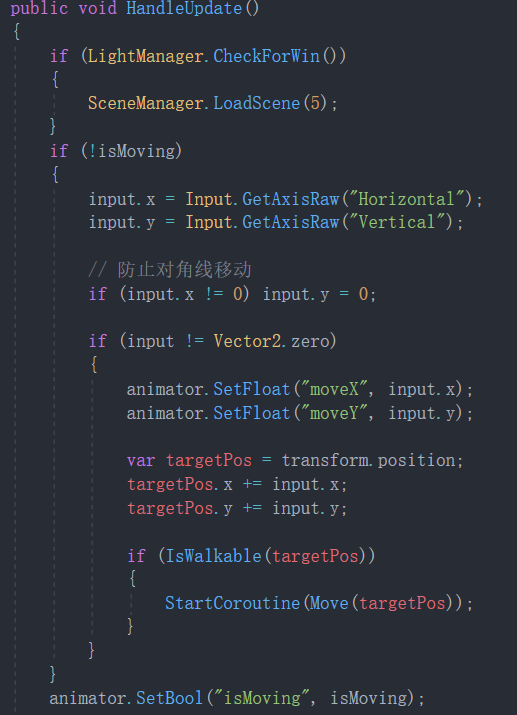 public void HandleUpdate()
{
if (LightManager.CheckForWin())
{
SceneManager.LoadScene(5);
}
if (!isMoving)
{
input.x = Input.GetAxisRaw("Horizontal");
input.y = Input.GetAxisRaw("Vertical");
// 防止对角线移动
if (input.x != 0) input.y = 0;
if (input != Vector2.zero)
{
animator.SetFloat("moveX", input.x);
animator.SetFloat("moveY", input.y);
var targetPos = transform.position;
targetPos.x += input.x;
targetPos.y += input.y;
if (IsWalkable(targetPos))
{
StartCoroutine(Move(targetPos));
}
}
}
animator.SetBool("isMoving", isMoving);